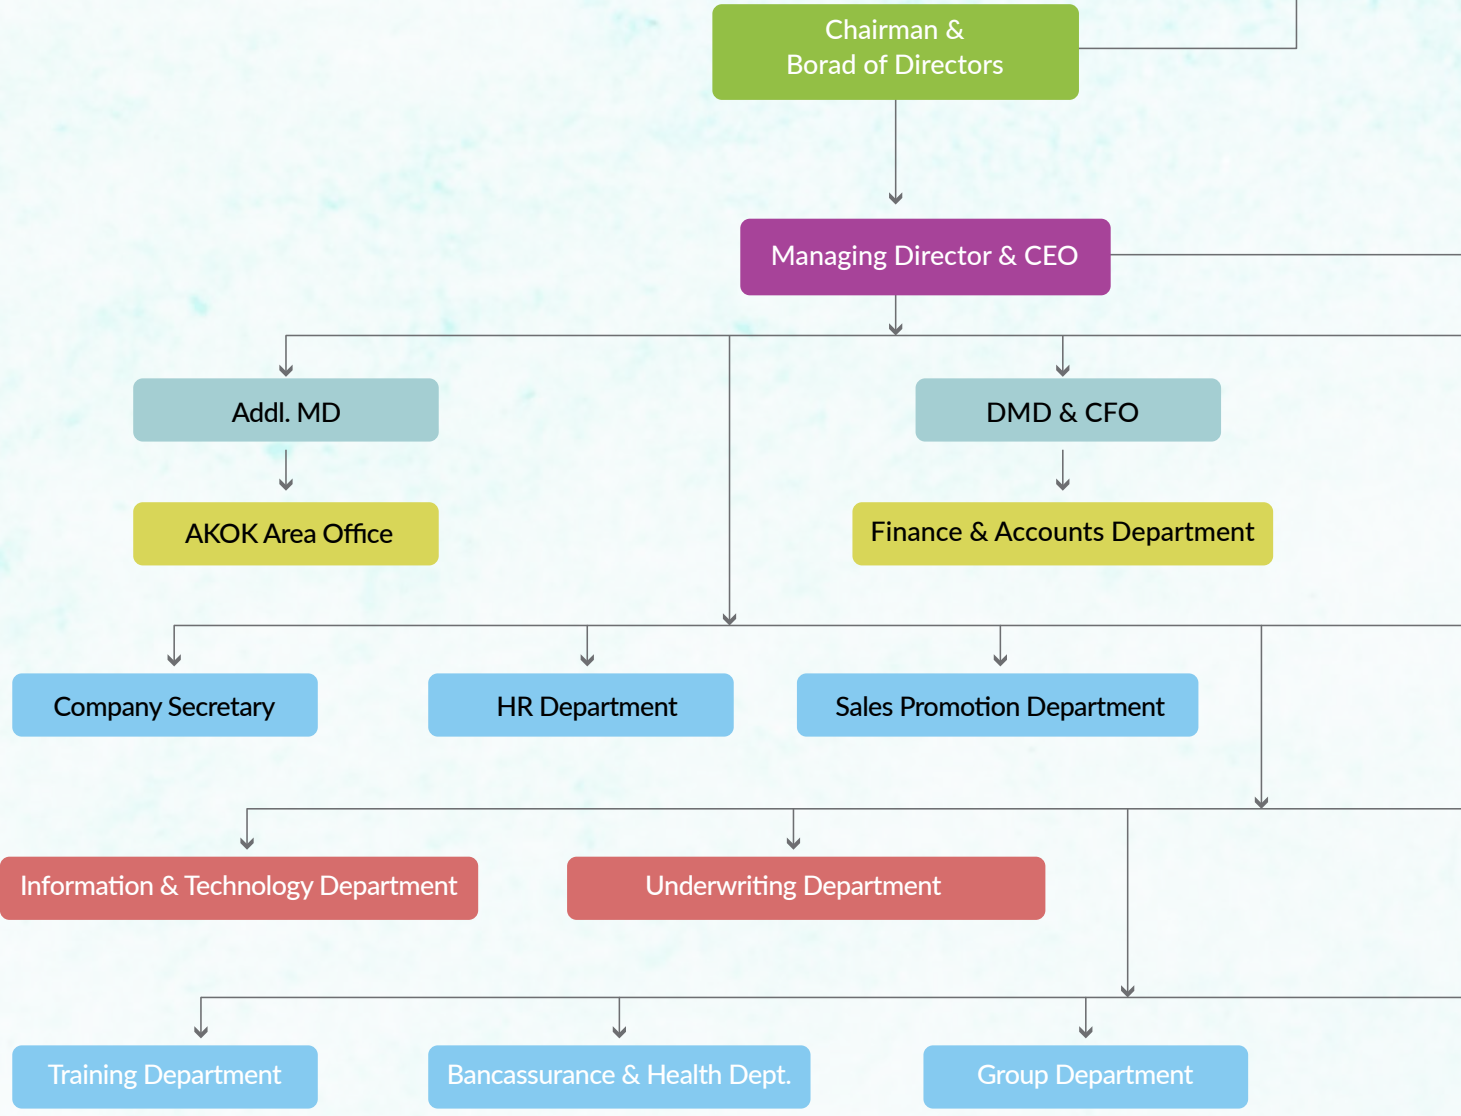 Chairman &
Borad of Directors
Managing Director & CEO
Addl. MD
DMD & CFO
AKOK Area Office
Finance & Accounts Department
Company Secretary
HR Department
Sales Promotion Department
Information & Technology Department
Underwriting Department
Training Department
Bancassurance & Health Dept.
Group Department